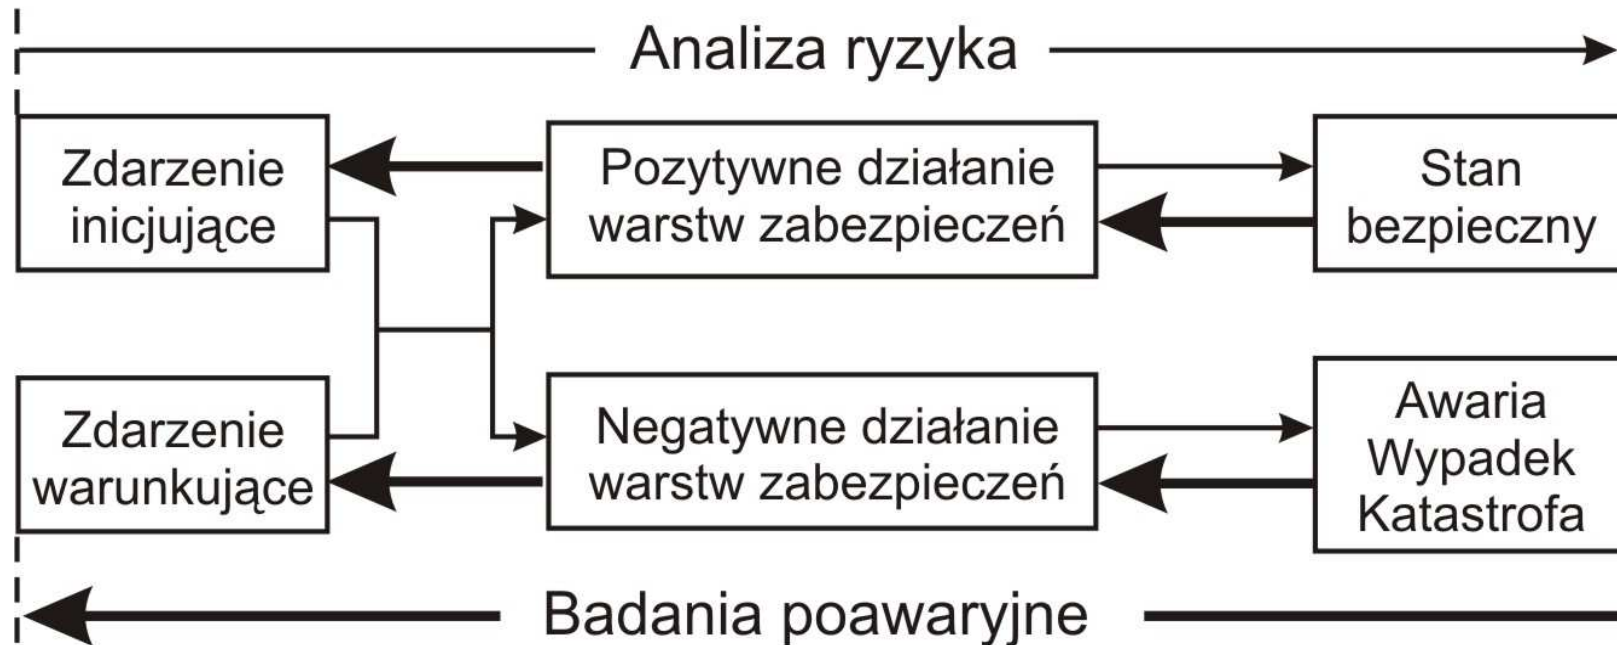 Analiza ryzyka
Zdarzenie
inicjujące
Pozytywne działanie
warstw zabezpieczeń
Stan
bezpieczny
Zdarzenie
warunkujące
Negatywne działanie
warstw zabezpieczeń
Awaria
Wypadek
Katastrofa
Badania poawaryjne